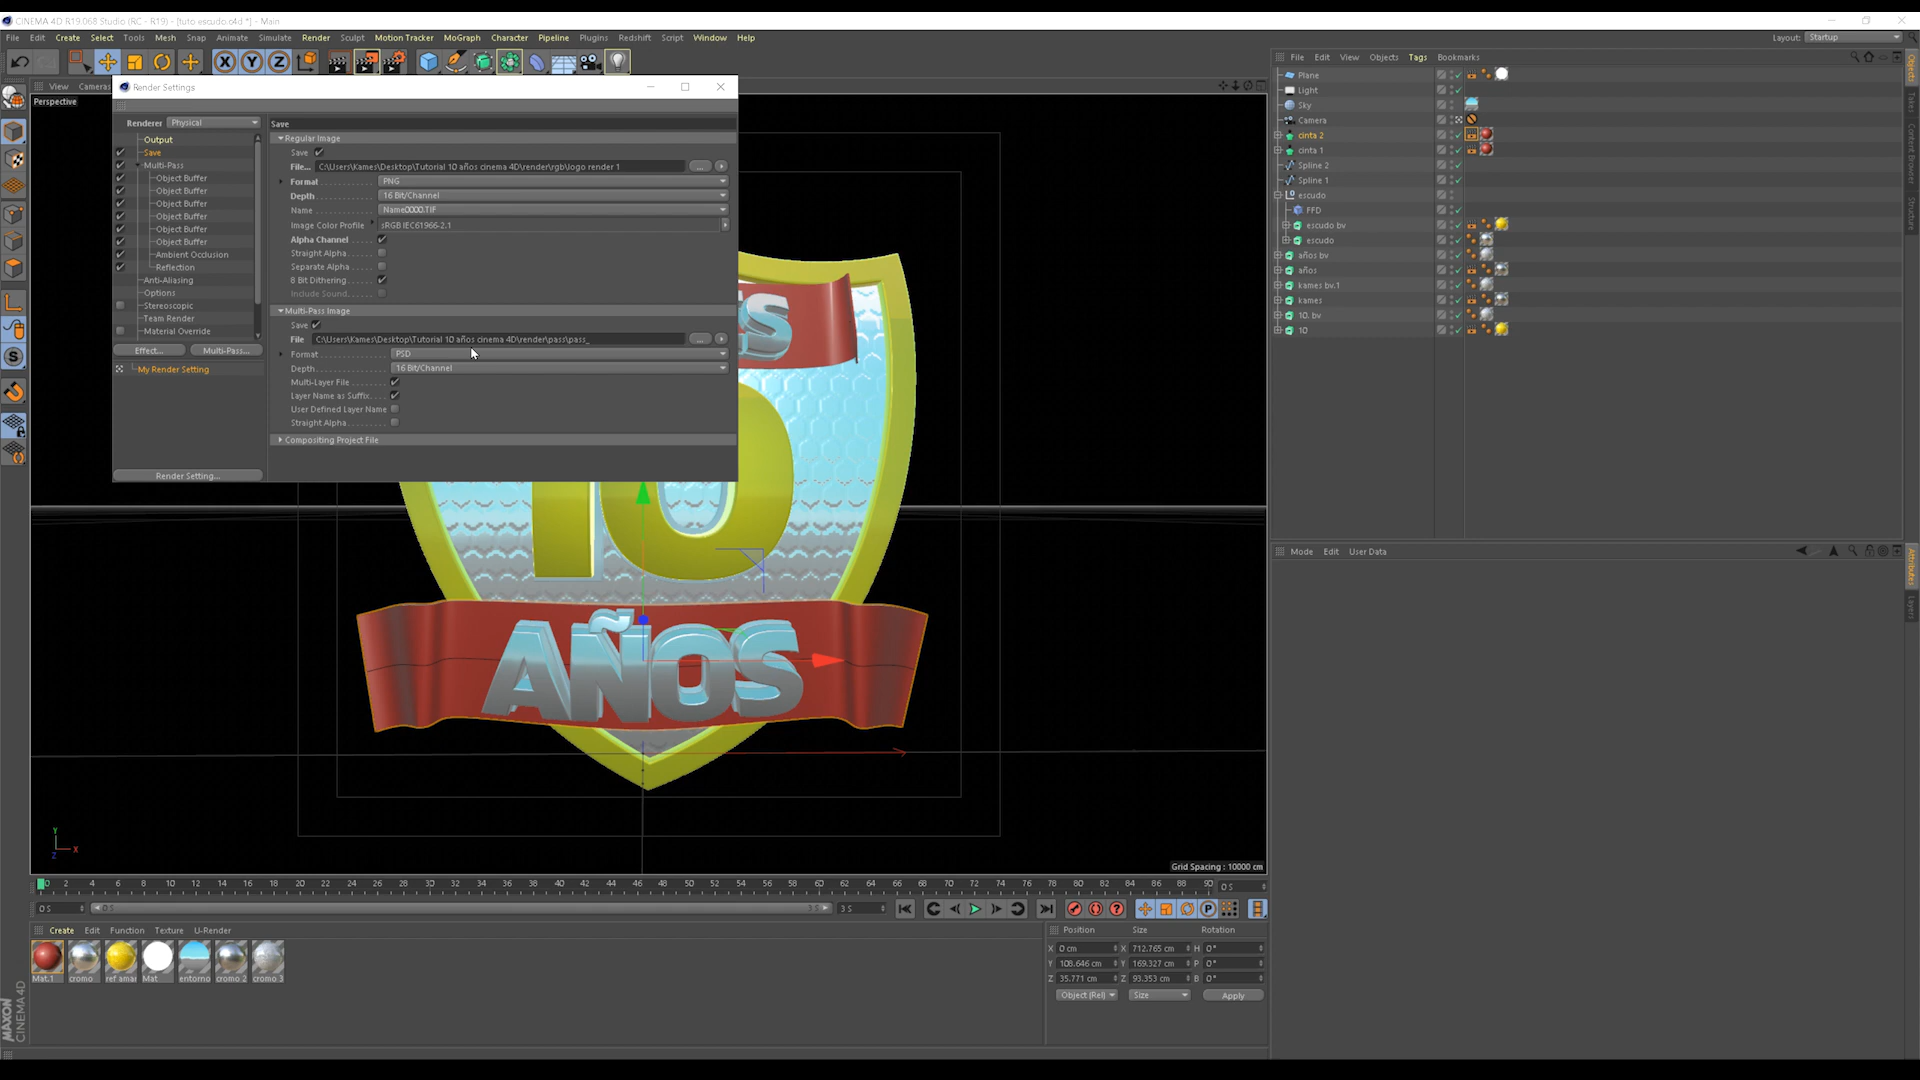 CINEMA 4D R19.068 Studio (RC - R19) - [tuto escudo.c4d *] - Main
File Edit Create Select Tools Mesh Snap Animate Simulate Render Sculpt Motion Tracker MoGraph Character Pipeline Plugins Redshift Script Window Help
Layout: Startup
X Y Z
View Cameras
Perspective
Render Settings
Renderer Physical
Output
Save
Multi-Pass
Object Buffer
Object Buffer
Object Buffer
Object Buffer
Object Buffer
Object Buffer
Ambient Occlusion
Reflection
Anti-Aliasing
Options
Stereoscopic
Team Render
Material Override
Effect... Multi-Pass...
My Render Setting
Render Setting...
Save
Regular Image
Save
File... C:\Users\Kames\Desktop\Tutorial 10 años cinema 4D\render\rgb\logo render 1 ...
Format PNG
Depth 16 Bit/Channel
Name Name0000.TIF
Image Color Profile sRGB IEC61966-2.1
Alpha Channel
Straight Alpha
Separate Alpha
8 Bit Dithering
Include Sound
Multi-Pass Image
Save
File C:\Users\Kames\Desktop\Tutorial 10 años cinema 4D\render\pass\pass_ ...
Format PSD
Depth 16 Bit/Channel
Multi-Layer File
Layer Name as Suffix
User Defined Layer Name
Straight Alpha
Compositing Project File
S
10
AÑOS
Y
X
Z
Grid Spacing : 10000 cm
File Edit View Objects Tags Bookmarks
Plane
Light
Sky
Camera
cinta 2
cinta 1
Spline 2
Spline 1
escudo
FFD
escudo bv
escudo
años bv
años
kames bv.1
kames
10. bv
10
Objects
Takes
Content Browser
Structure
Mode Edit User Data
Attributes
Layers
0 2 4 6 8 10 12 14 16 18 20 22 24 26 28 30 32 34 36 38 40 42 44 46 48 50 52 54 56 58 60 62 64 66 68 70 72 74 76 78 80 82 84 86 88 90 0 S
0 S 0 S 3 S 3 S
Create Edit Function Texture U-Render
Mat.1 cromo ref amar Mat entorno cromo 2 cromo 3
Position Size Rotation
X 0 cm X 712.765 cm H 0°
Y 108.646 cm Y 169.327 cm P 0°
Z 35.771 cm Z 93.353 cm B 0°
Object (Rel) Size Apply
MAXON
CINEMA 4D